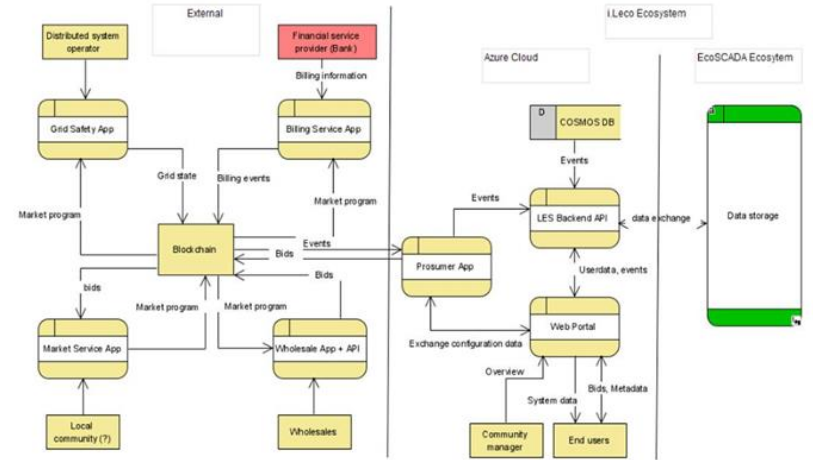 External
i.Leco Ecosystem
Azure Cloud
EcoSCADA Ecosytem
Distributed system
operator
Financial service
provider (Bank)
Billing information
Grid Safety App
Billing Service App
D
COSMOS DB
Events
Grid state
Billing events
Market program
Market program
Events
LES Backend API
data exchange
Data storage
Blockchain
Events
Bids
Prosumer App
Userdata, events
bids
Bids
Market program
Market program
Web Portal
Exchange configuration data
Market Service App
Wholesale App + API
Overview
System data
Bids, Metadata
Local
community (?)
Wholesales
Community
manager
End users